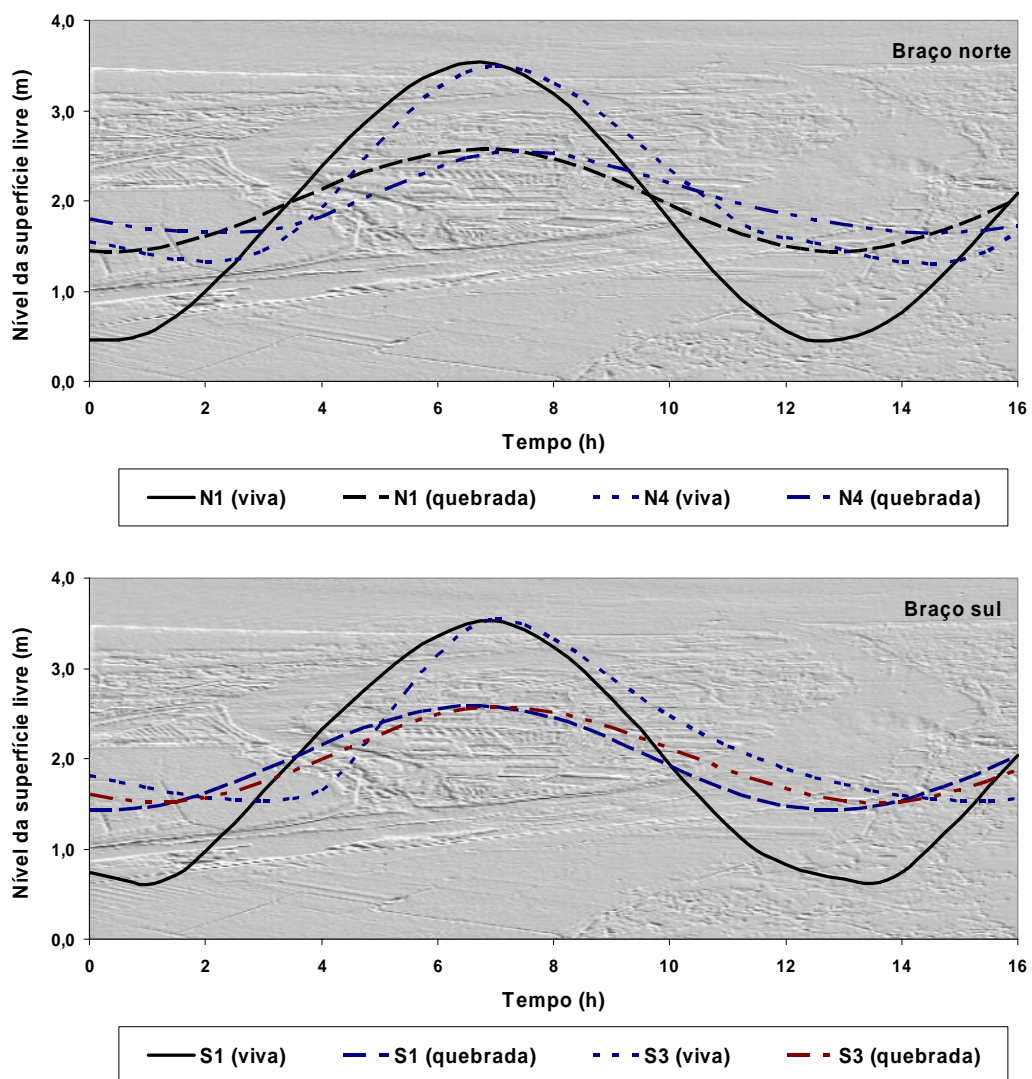 4,0
Braço norte
3,0
2,0
1,0
0,0
Nível da superfície livre (m)
0 2 4 6 8 10 12 14 16
Tempo (h)
N1 (viva) N1 (quebrada) N4 (viva) N4 (quebrada)
4,0
Braço sul
3,0
2,0
1,0
0,0
Nível da superfície livre (m)
0 2 4 6 8 10 12 14 16
Tempo (h)
S1 (viva) S1 (quebrada) S3 (viva) S3 (quebrada)